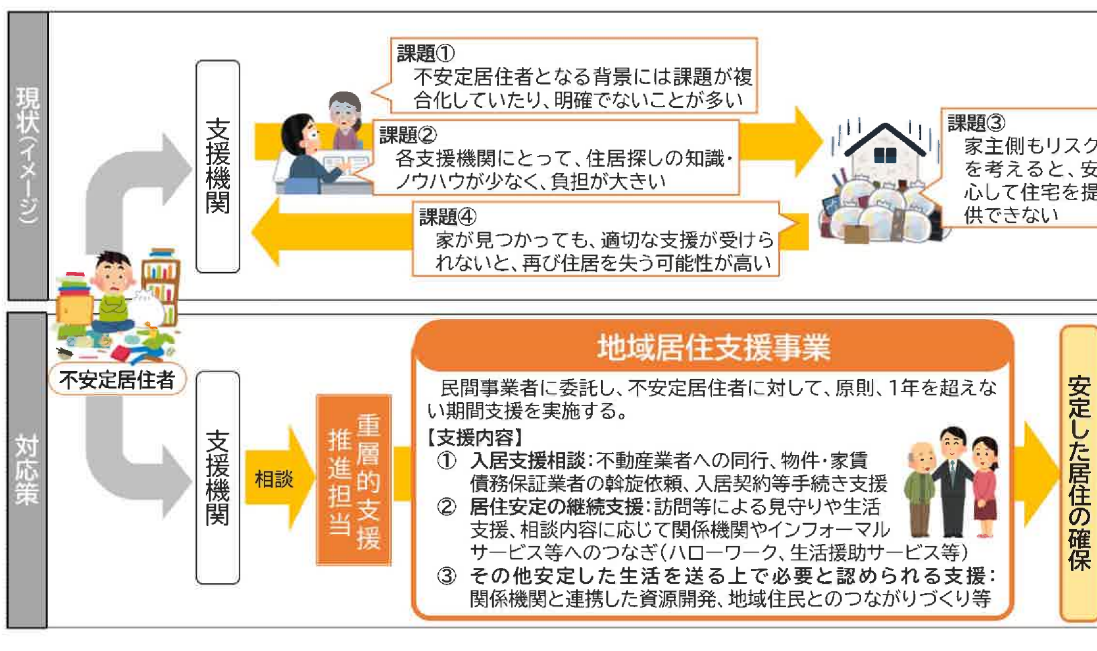 現状(イメージ)
支援機関
課題①
不安定居住者となる背景には課題が複
合化していたり、明確でないことが多い
課題②
各支援機関にとって、住居探しの知識・
ノウハウが少なく、負担が大きい
課題③
家主側もリスク
を考えると、安
心して住宅を提
供できない
課題④
家が見つかっても、適切な支援が受けら
れないと、再び住居を失う可能性が高い
不安定居住者
対応策
支援機関
相談
重層的支援
推進担当
地域居住支援事業
民間事業者に委託し、不安定居住者に対して、原則、1年を超えな
い期間支援を実施する。
【支援内容】
① 入居支援相談:不動産業者への同行、物件・家賃
債務保証業者の斡旋依頼、入居契約等手続き支援
② 居住安定の継続支援:訪問等による見守りや生活
支援、相談内容に応じて関係機関やインフォーマル
サービス等へのつなぎ(ハローワーク、生活援助サービス等)
③ その他安定した生活を送る上で必要と認められる支援:
関係機関と連携した資源開発、地域住民とのつながりづくり等
安定した居住の確保